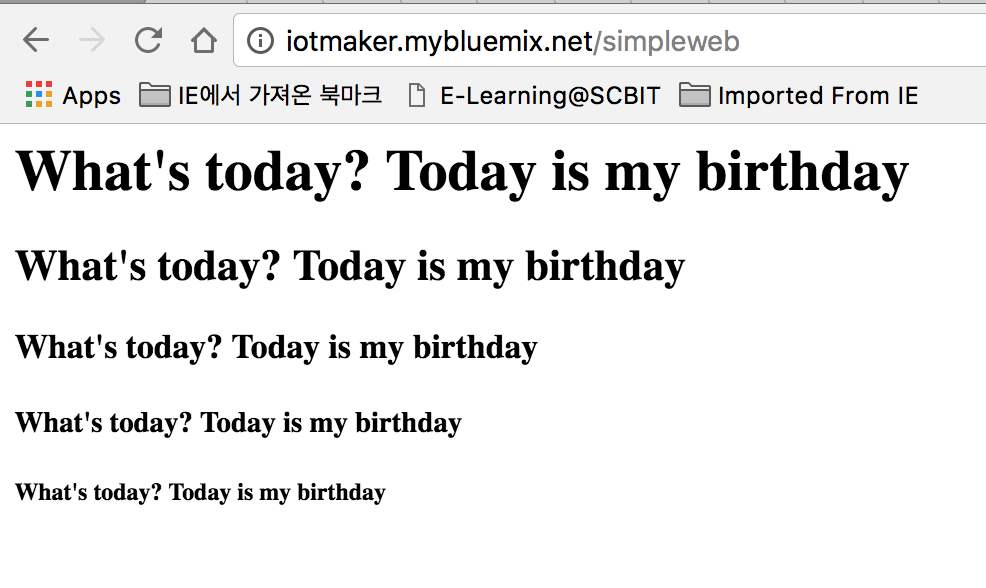 iotmaker.mybluemix.net/simpleweb
Apps IE에서 가져온 북마크 E-Learning@SCBIT Imported From IE
What's today? Today is my birthday
What's today? Today is my birthday
What's today? Today is my birthday
What's today? Today is my birthday
What's today? Today is my birthday